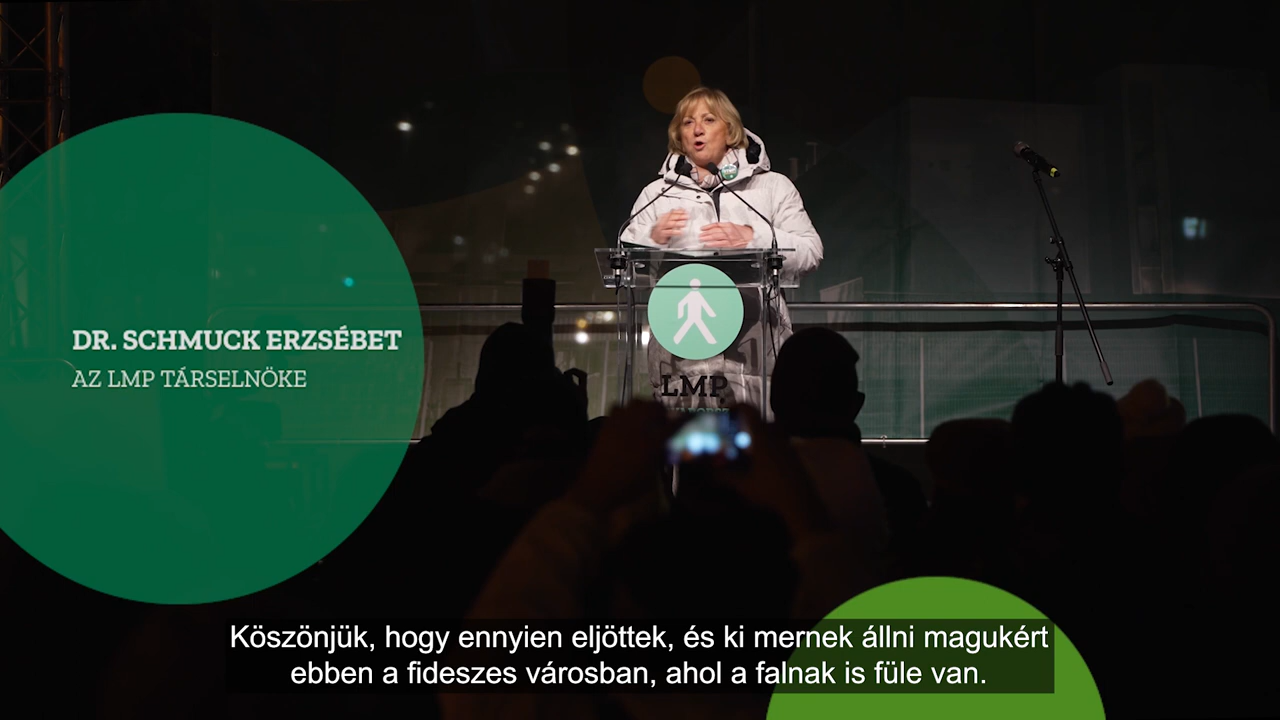 DR. SCHMUCK ERZSÉBET
AZ LMP TÁRSELNÖKE
LMP
Köszönjük, hogy ennyien eljöttek, és ki mernek állni magukért
ebben a fideszes városban, ahol a falnak is füle van.